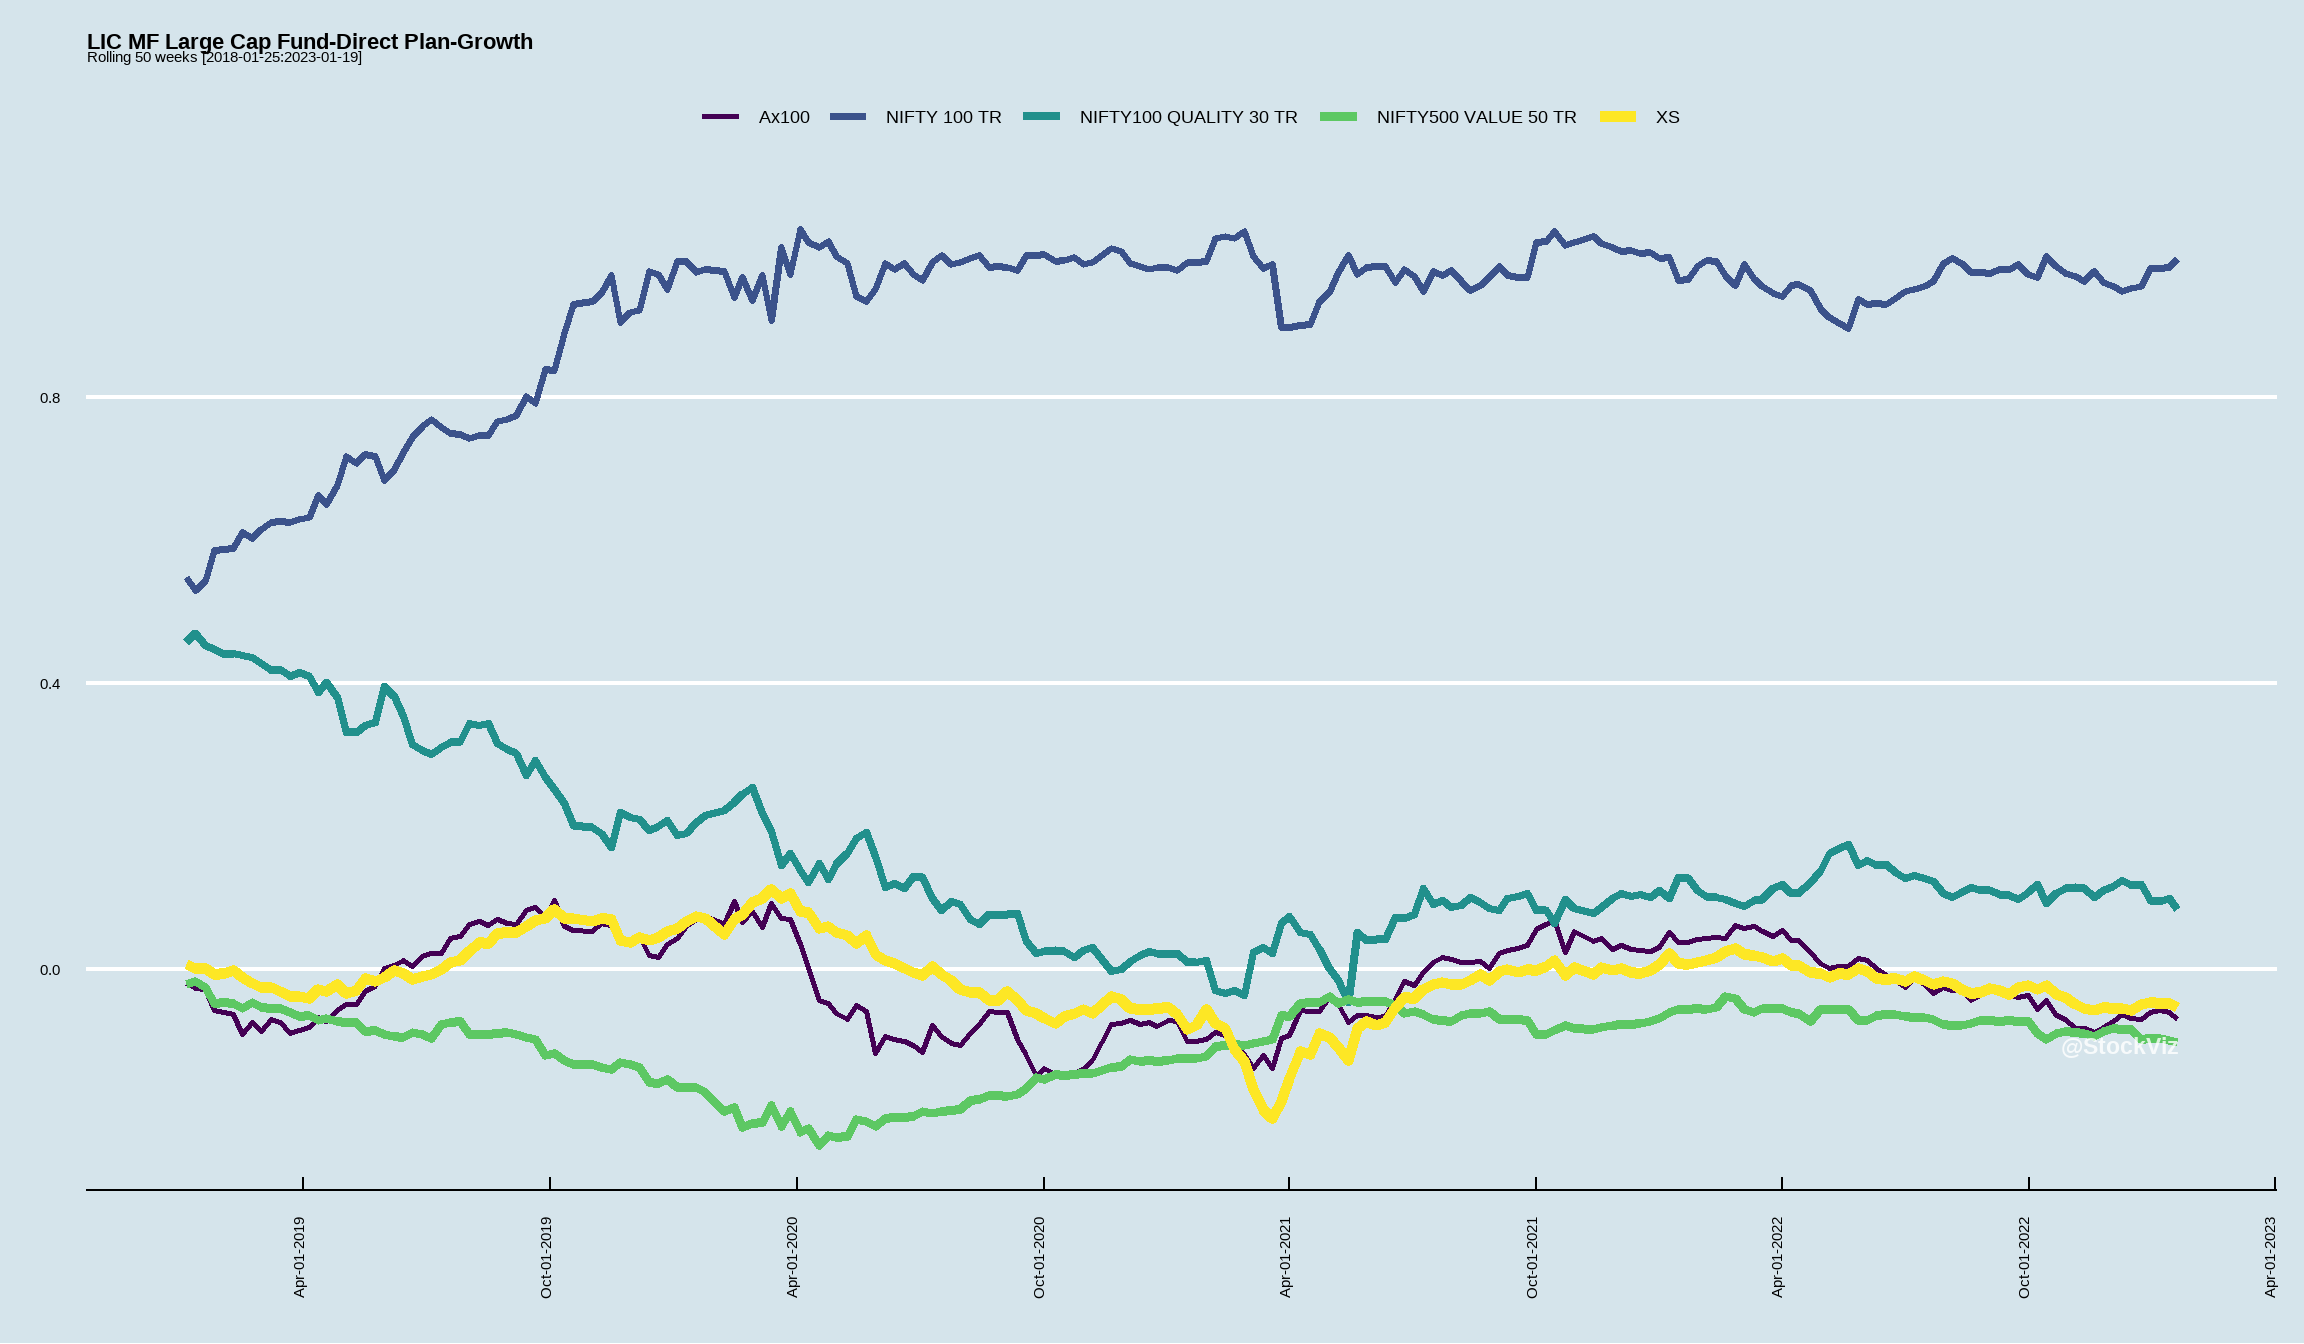 LIC MF Large Cap Fund-Direct Plan-Growth
Rolling 50 weeks [2018-01-25:2023-01-19]
Ax100 NIFTY 100 TR NIFTY100 QUALITY 30 TR NIFTY500 VALUE 50 TR XS
0.8
0.4
0.0
@StockViz
Apr-01-2019 Oct-01-2019 Apr-01-2020 Oct-01-2020 Apr-01-2021 Oct-01-2021 Apr-01-2022 Oct-01-2022 Apr-01-2023